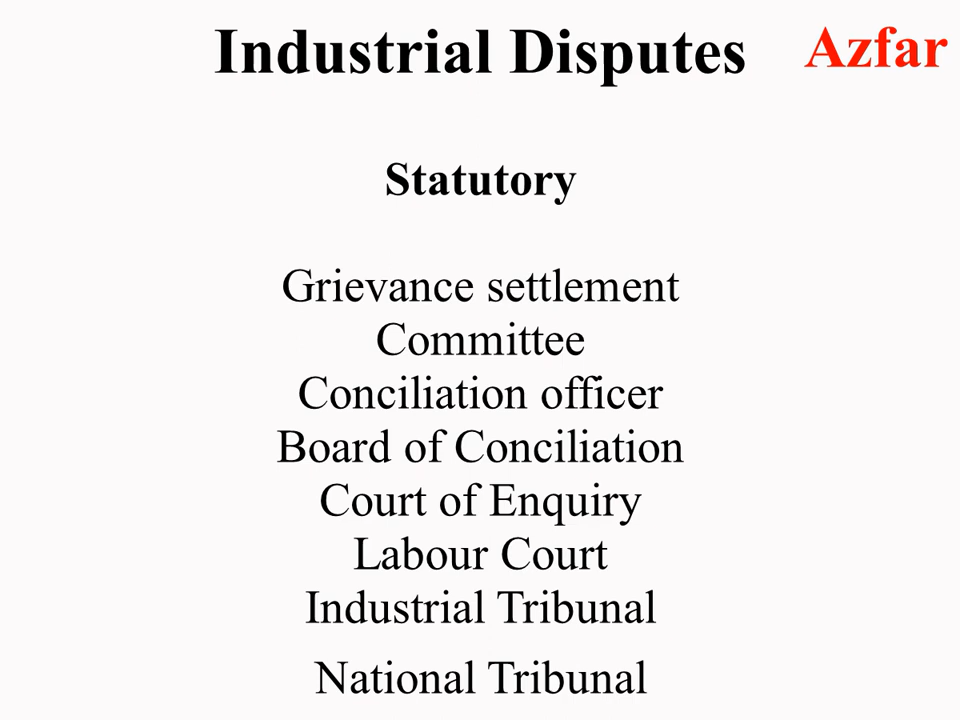 Industrial Disputes
Azfar
Statutory
Grievance settlement
Committee
Conciliation officer
Board of Conciliation
Court of Enquiry
Labour Court
Industrial Tribunal
National Tribunal